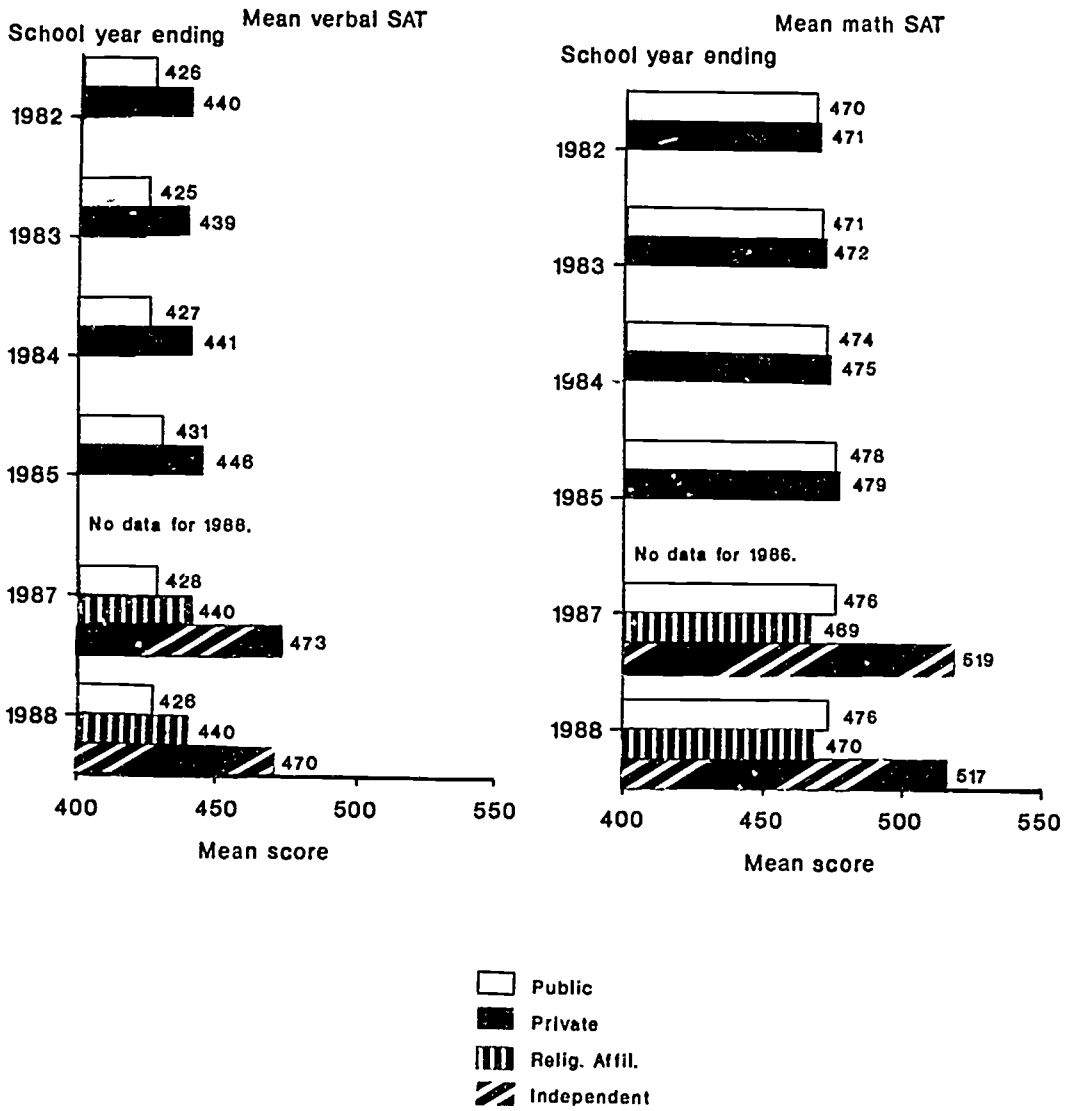 Mean verbal SAT
School year ending
426
440
1982
425
439
1983
427
441
1984
431
446
1985
No data for 1988.
428
1987
440
473
426
1988
440
470
400 450 500 550
Mean score
Mean math SAT
School year ending
470
471
1982
471
472
1983
474
475
1984
478
479
1985
No data for 1986.
476
1987
469
519
476
1988
470
517
400 450 500 550
Mean score
Public
Private
Relig. Affil.
Independent